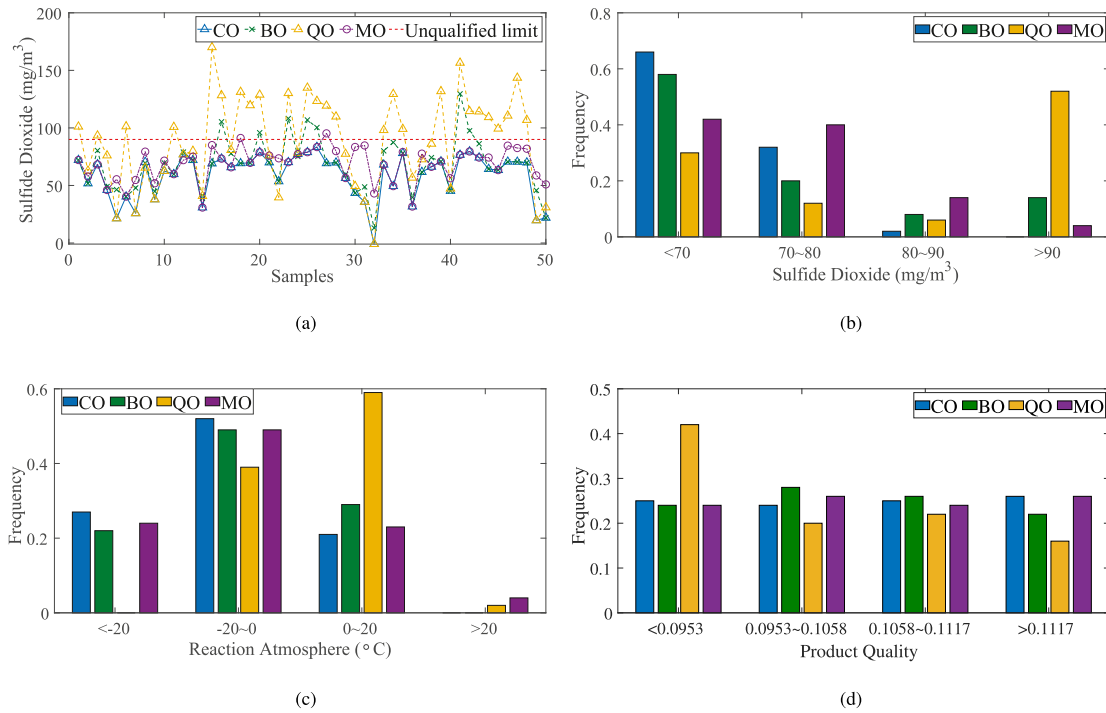 200
150
100
50
0
Sulfide Dioxide (mg/m³)
CO BO QO MO Unqualified limit
0 10 20 30 40 50
Samples
(a)
0.8
0.6
0.4
0.2
0
Frequency
CO BO QO MO
<70 70~80 80~90 >90
Sulfide Dioxide (mg/m³)
(b)
0.6
0.4
0.2
0
Frequency
CO BO QO MO
<-20 -20~0 0~20 >20
Reaction Atmosphere (°C)
(c)
0.5
0.4
0.3
0.2
0.1
0
Frequency
CO BO QO MO
<0.0953 0.0953~0.1058 0.1058~0.1117 >0.1117
Product Quality
(d)